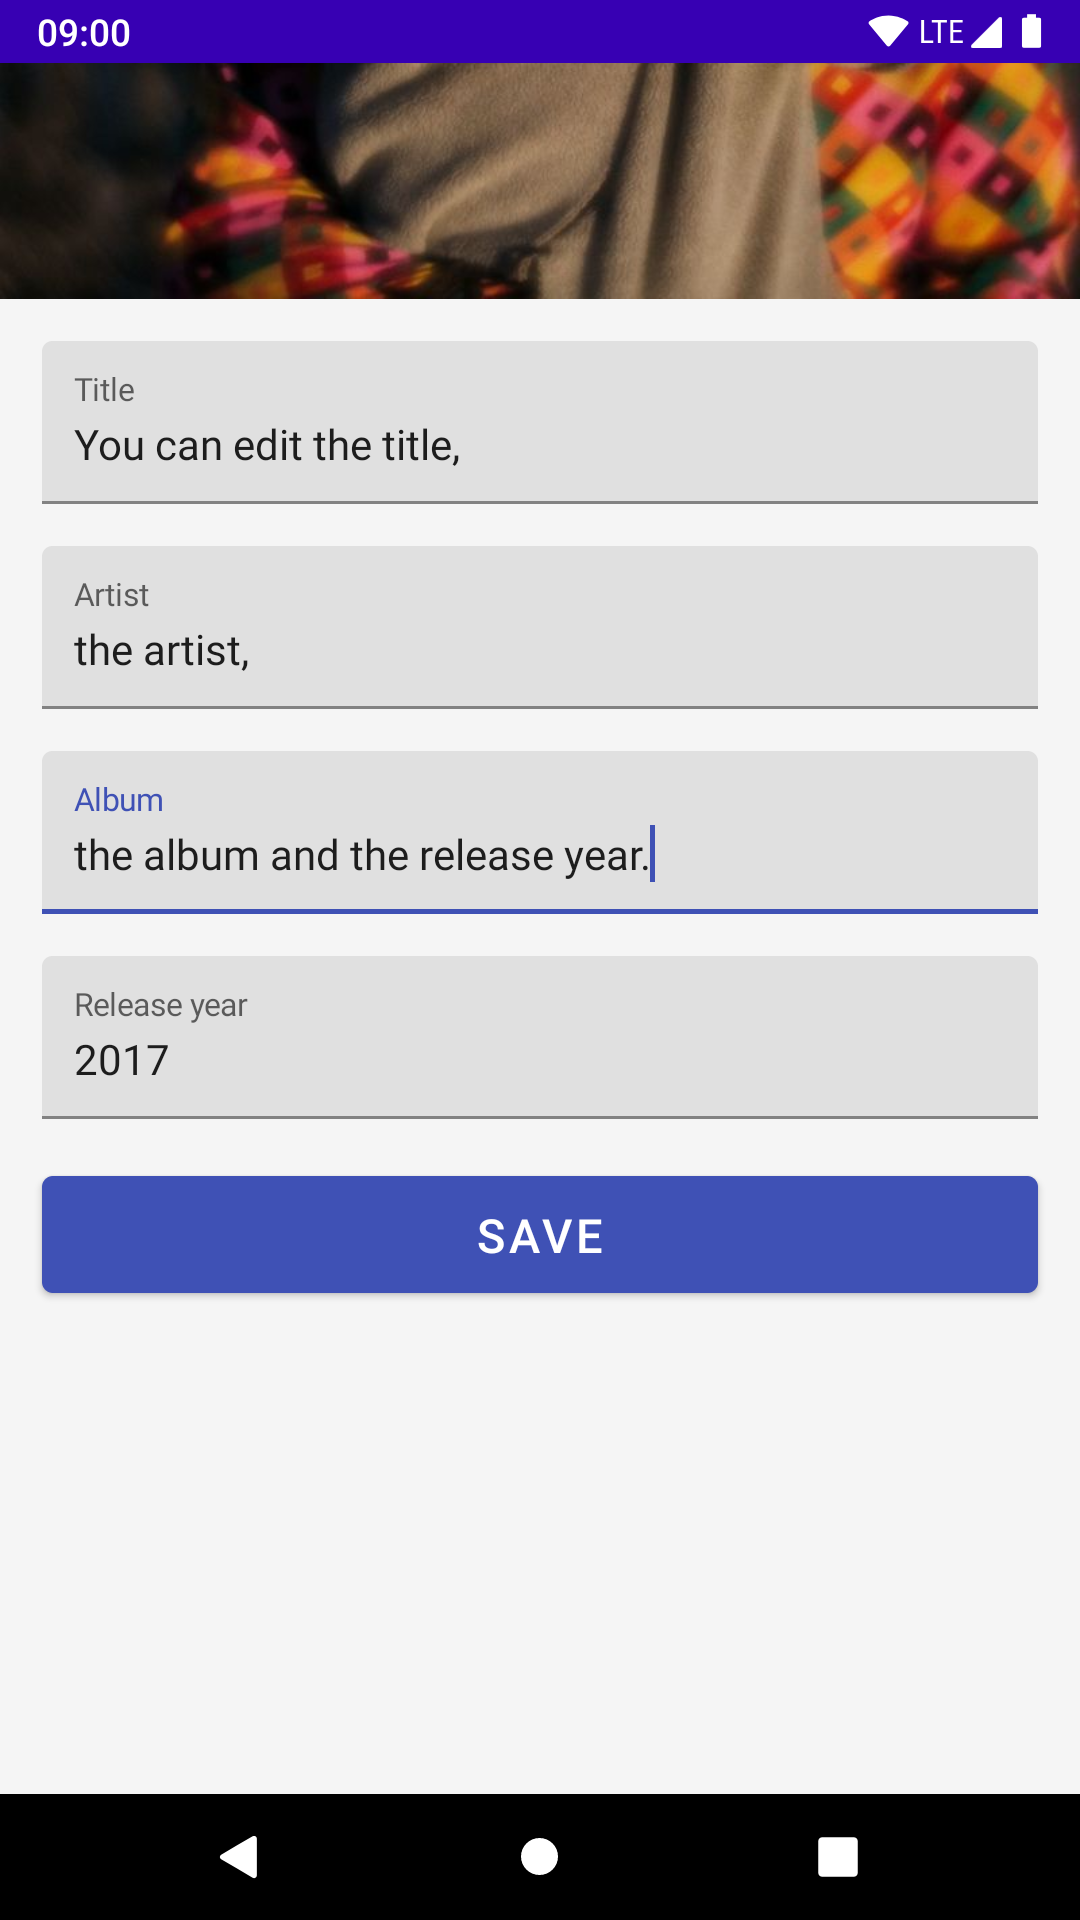 09:00
LTE
Title
You can edit the title,
Artist
the artist,
Album
the album and the release year.
Release year
2017
SAVE